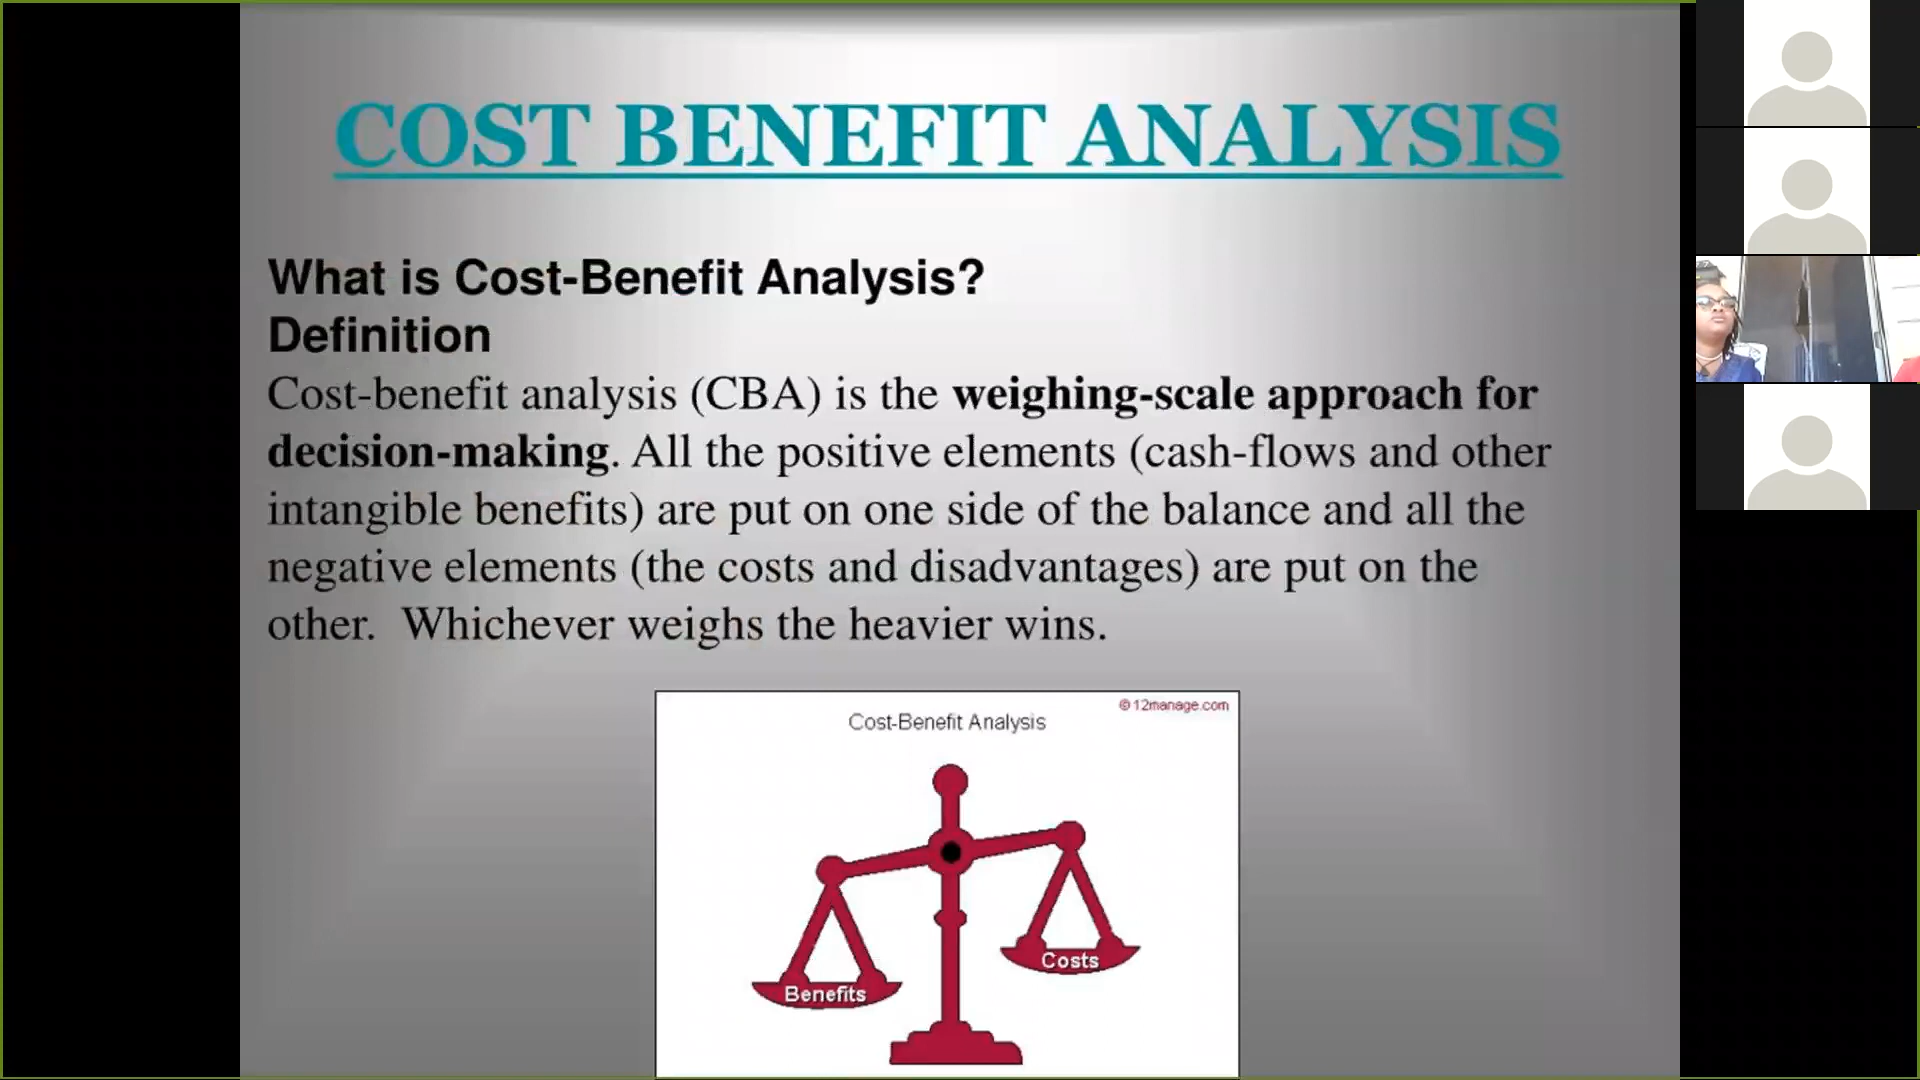 COST BENEFIT ANALYSIS
What is Cost-Benefit Analysis?
Definition
Cost-benefit analysis (CBA) is the weighing-scale approach for
decision-making. All the positive elements (cash-flows and other
intangible benefits) are put on one side of the balance and all the
negative elements (the costs and disadvantages) are put on the
other. Whichever weighs the heavier wins.
© 12manage.com
Cost-Benefit Analysis
Costs
Benefits